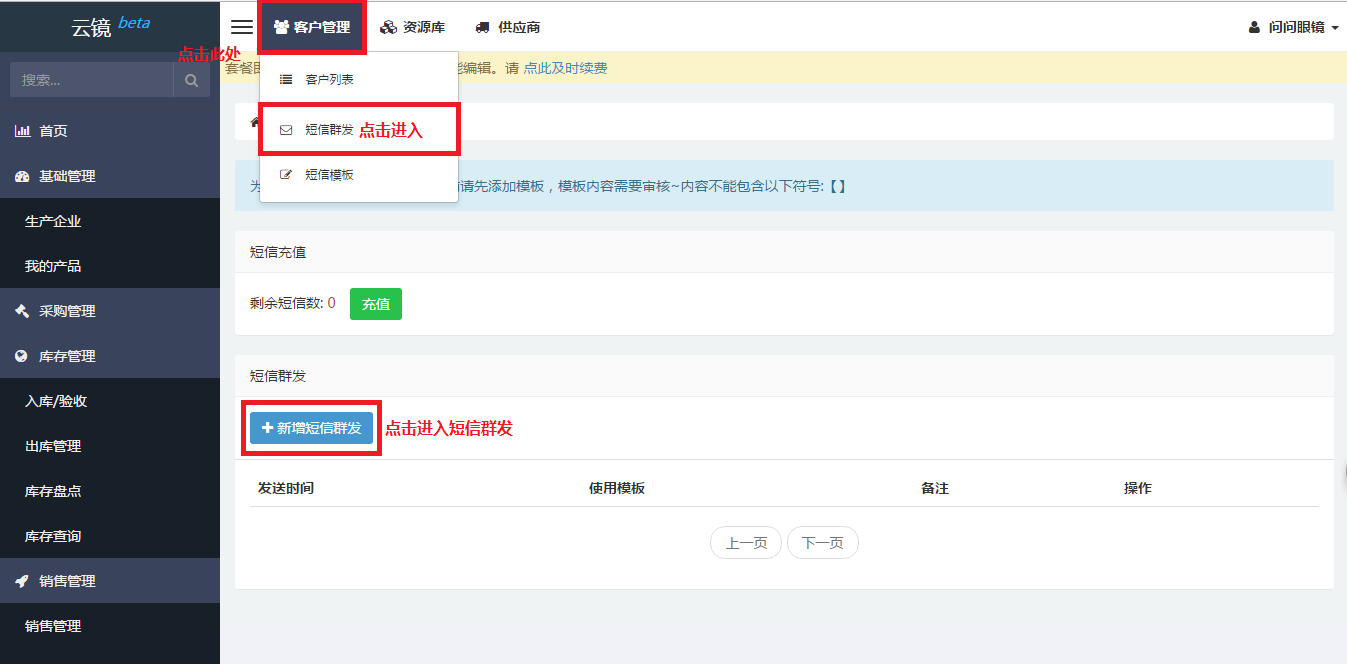 云镜 beta
客户管理
资源库
供应商
问问眼镜
点击此处
搜索...
套餐
能编辑。请 点此及时续费
首页
基础管理
生产企业
我的产品
采购管理
库存管理
入库/验收
出库管理
库存盘点
库存查询
销售管理
销售管理
客户列表
短信群发 点击进入
短信模板
为
请先添加模板，模板内容需要审核~内容不能包含以下符号:【】
短信充值
剩余短信数: 0 充值
短信群发
新增短信群发 点击进入短信群发
发送时间 使用模板 备注 操作
上一页 下一页